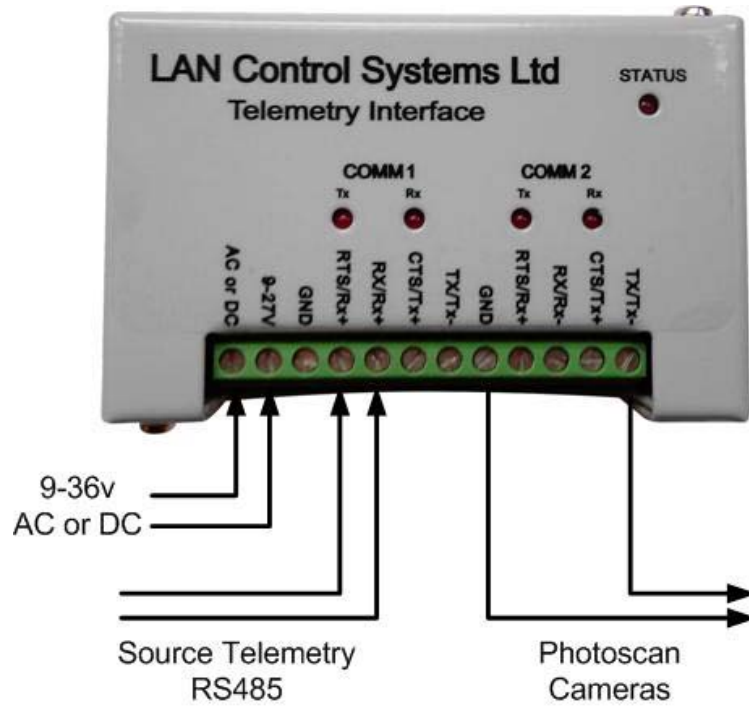 LAN Control Systems Ltd
Telemetry Interface
STATUS
COMM 1
COMM 2
Tx
Rx
Tx
Rx
AC or DC
9-27V
GND
RTS/Rx+
RX/Rx+
CTS/Tx+
TX/Tx-
GND
RTS/Rx+
RX/Rx-
CTS/Tx+
TX/Tx-
9-36v
AC or DC
Source Telemetry
RS485
Photoscan
Cameras